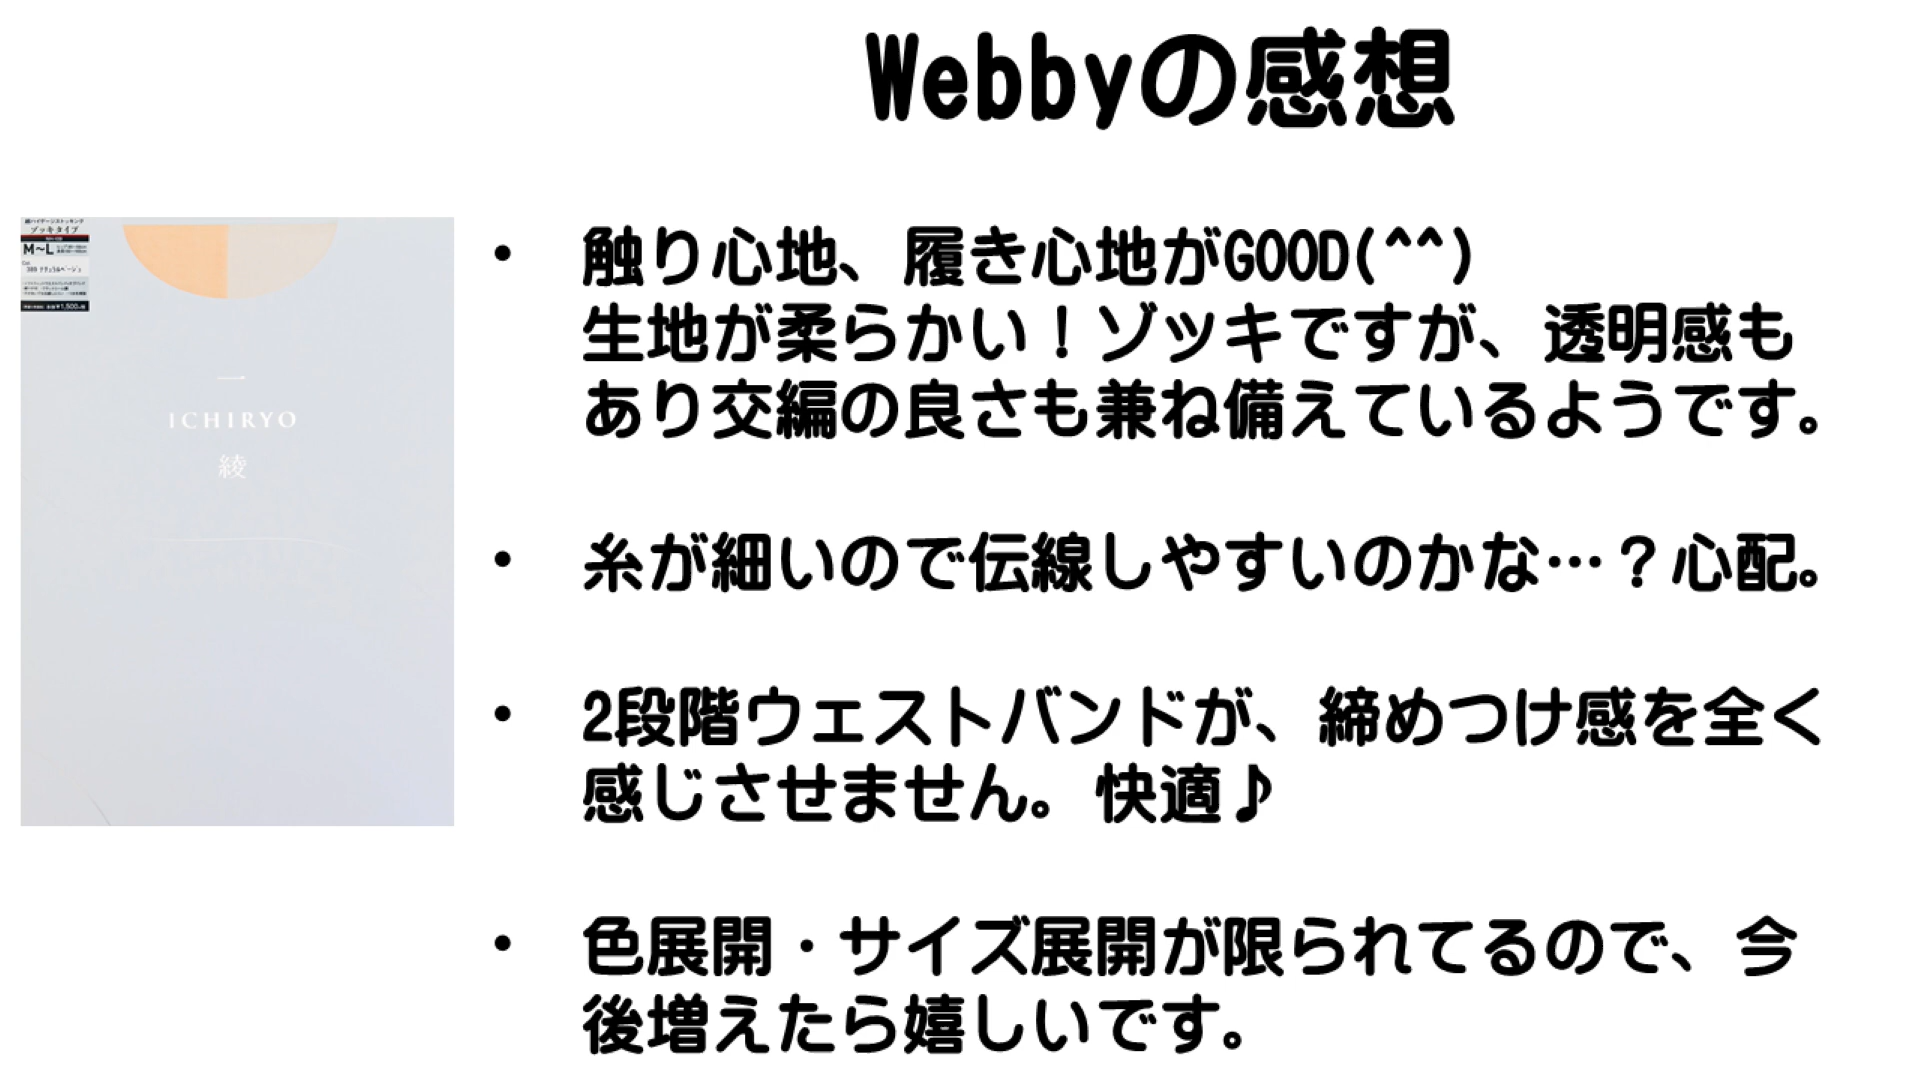 Webbyの感想
• 触り心地、履き心地がGOOD(^^)
生地が柔らかい！ゾッキですが、透明感も
あり交編の良さも兼ね備えているようです。
• 糸が細いので伝線しやすいのかな…？心配。
• 2段階ウェストバンドが、締めつけ感を全く
感じさせません。快適♪
• 色展開・サイズ展開が限られてるので、今
後増えたら嬉しいです。
ゾッキタイプ
M〜L
一
ICHIRYO
綾